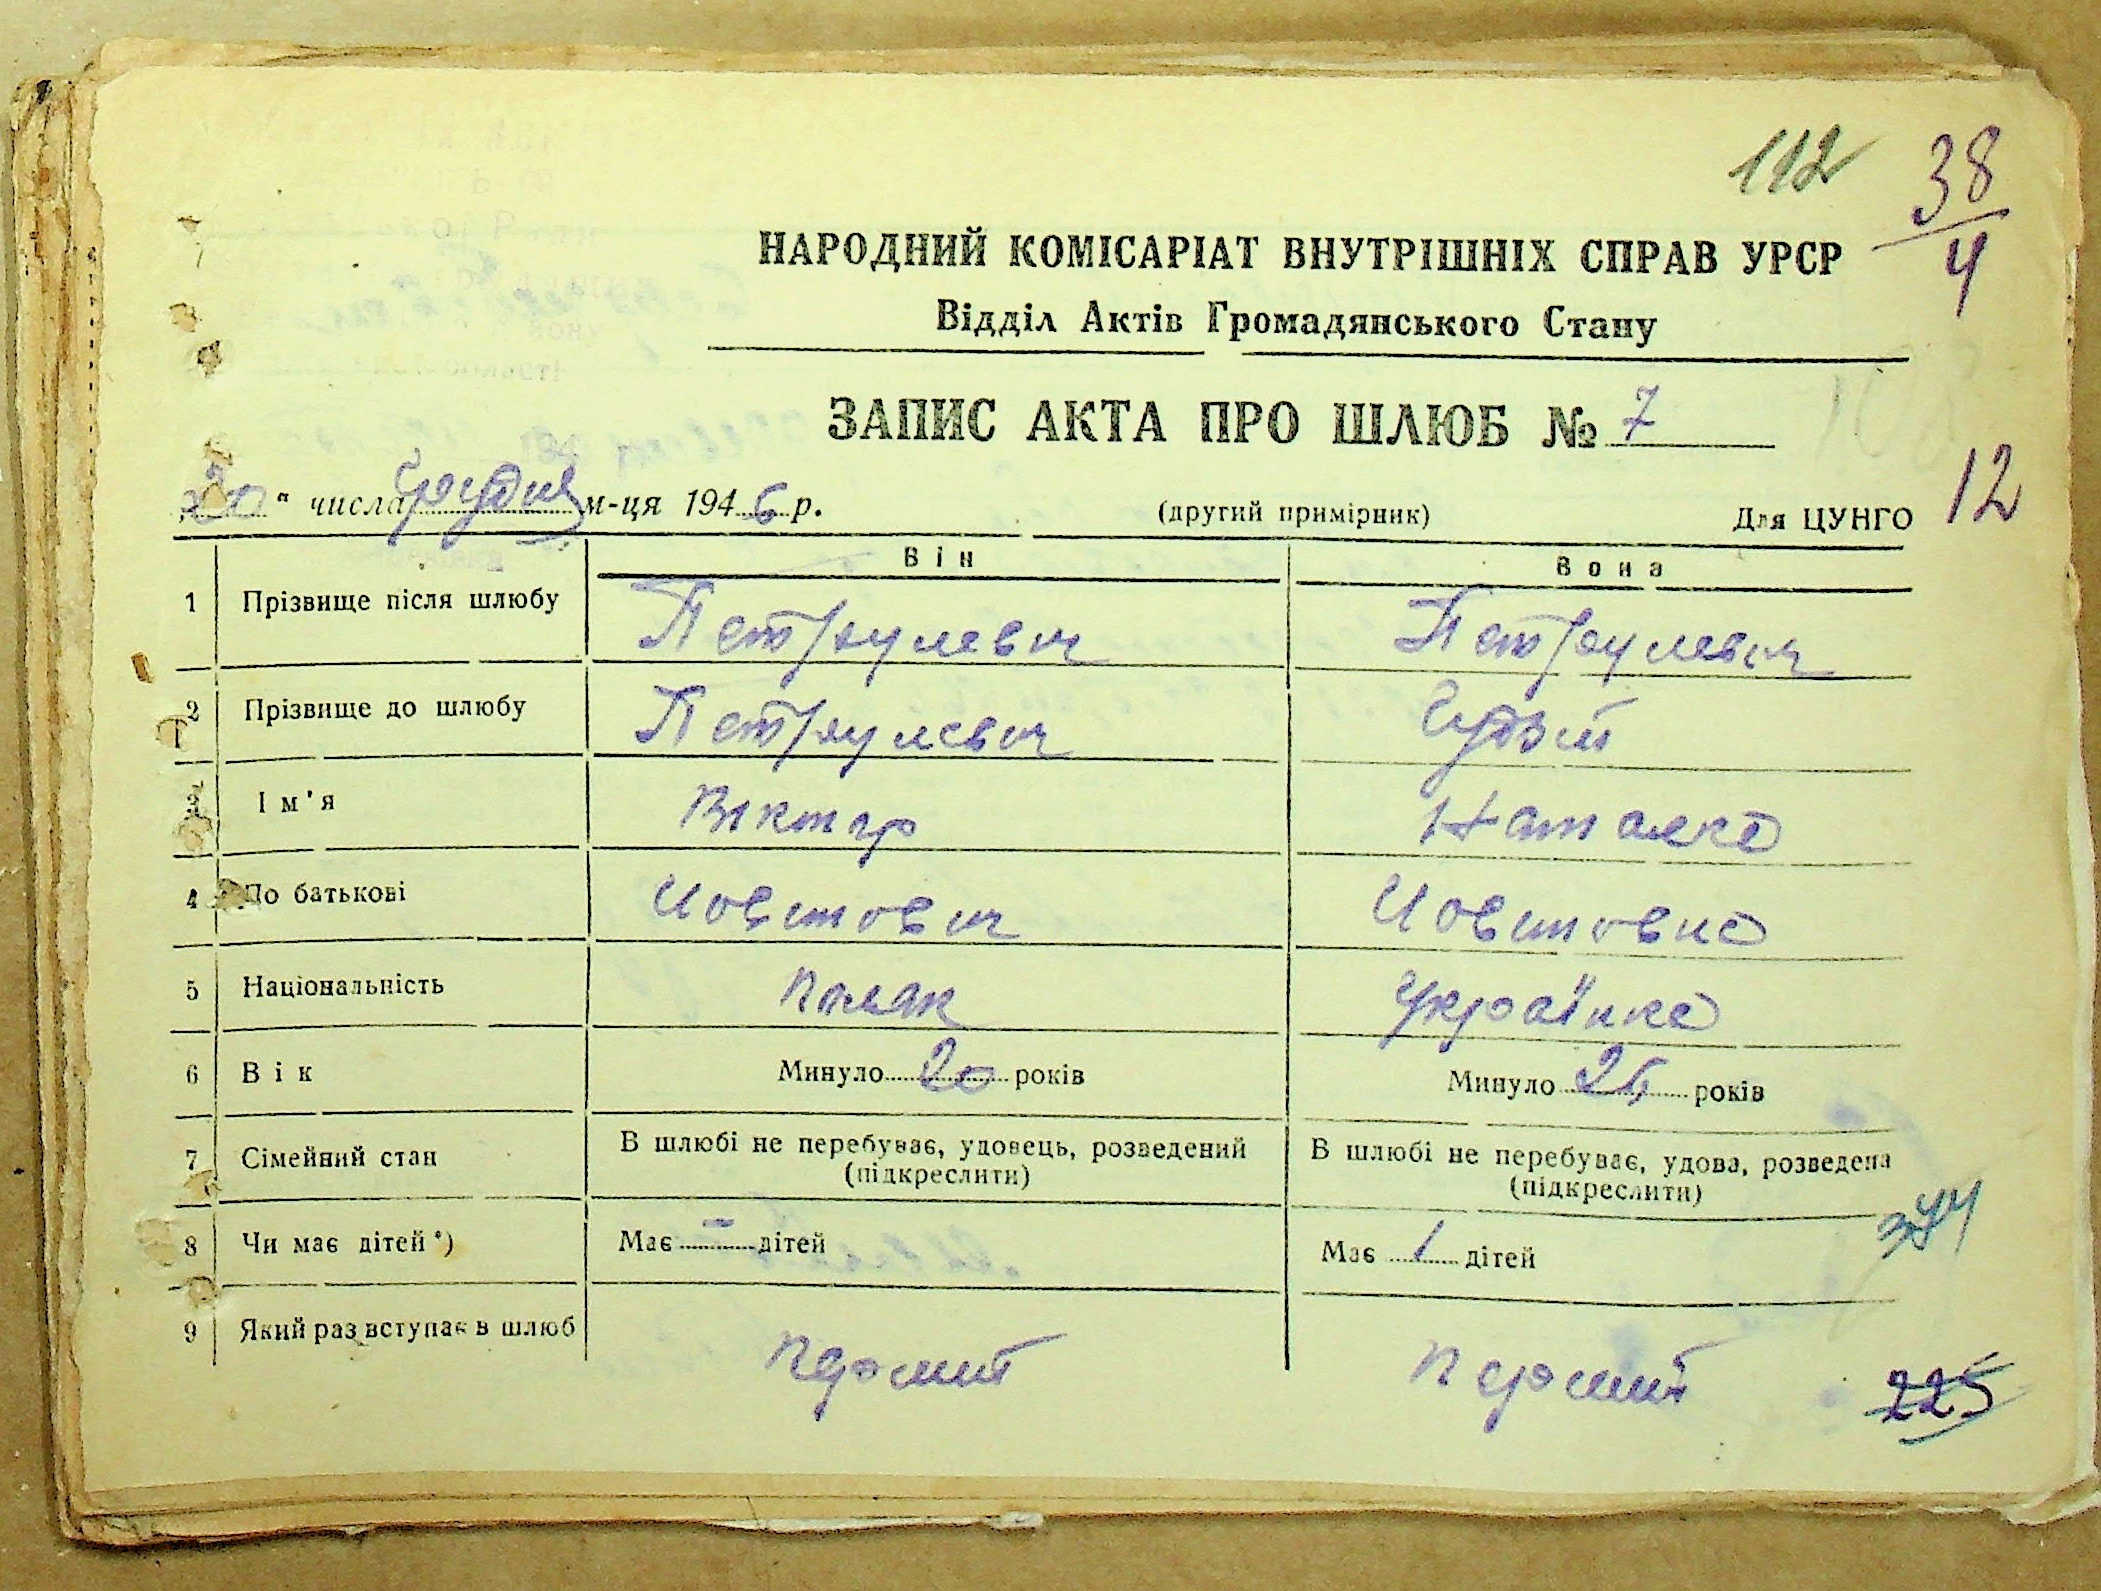 112
38
4
НАРОДНИЙ КОМІСАРІАТ ВНУТРІШНІХ СПРАВ УРСР
Відділ Актів Громадянського Стану
ЗАПИС АКТА ПРО ШЛЮБ № 7
„20" числа грудня м-ця 1946 р. (другий примірник) Для ЦУНГО 12
Він Вона
1 Прізвище після шлюбу Петрулевич Петрулевич
2 Прізвище до шлюбу Петрулевич Гудзій
3 Ім'я Віктор Наталка
4 По батькові
5 Національність поляк українка
6 Вік Минуло 20 років Минуло років
7 Сімейний стан В шлюбі не перебуває, удовець, розведений (підкреслити) В шлюбі не перебуває, удова, розведена (підкреслити)
8 Чи має дітей*) Має — дітей Має 1 дітей
344
9 Який раз вступає в шлюб перший перший
225